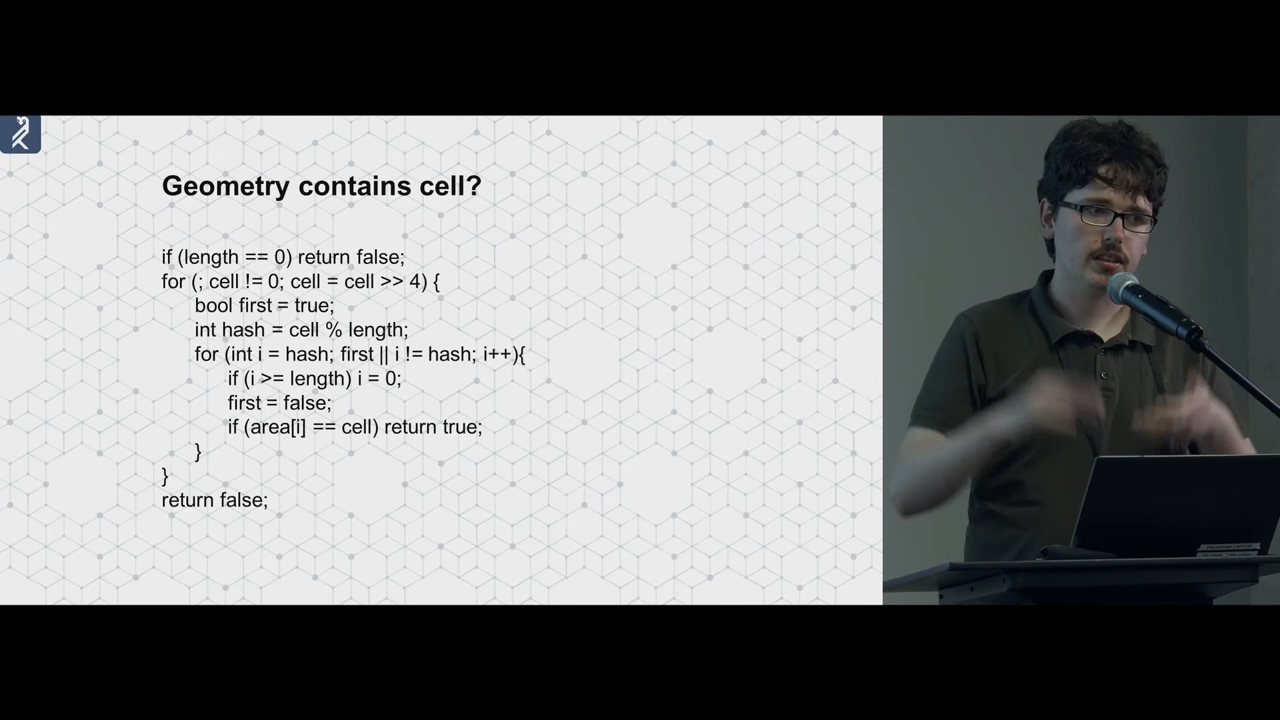 Geometry contains cell?
if (length == 0) return false;
for (; cell != 0; cell = cell >> 4) {
bool first = true;
int hash = cell % length;
for (int i = hash; first || i != hash; i++){
if (i >= length) i = 0;
first = false;
if (area[i] == cell) return true;
}
}
return false;